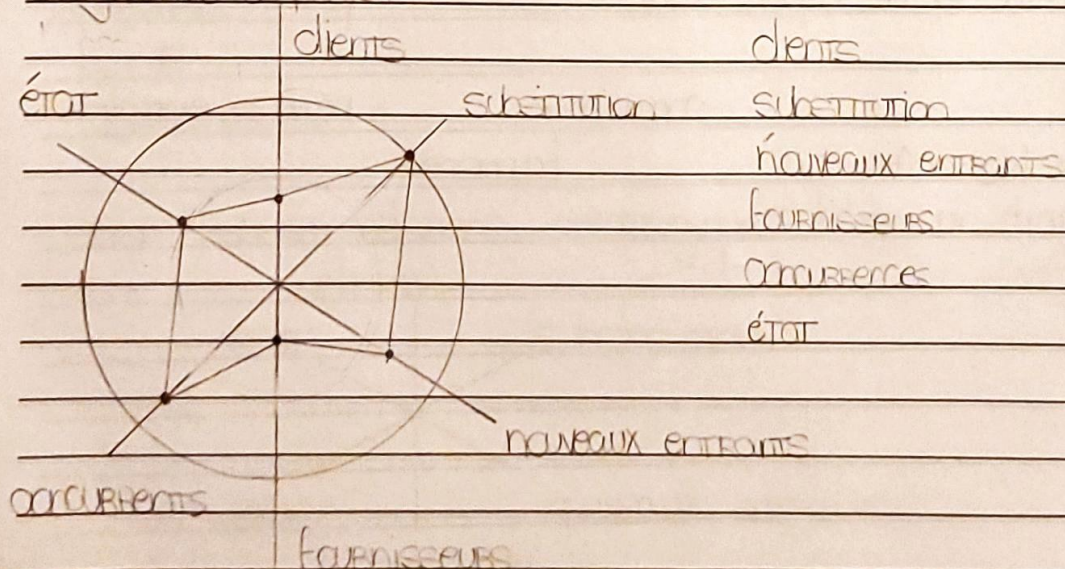 clients clients
état substitution substitution
nouveaux entrants
fournisseurs
concurrences
état
nouveaux entrants
concurrents
fournisseurs